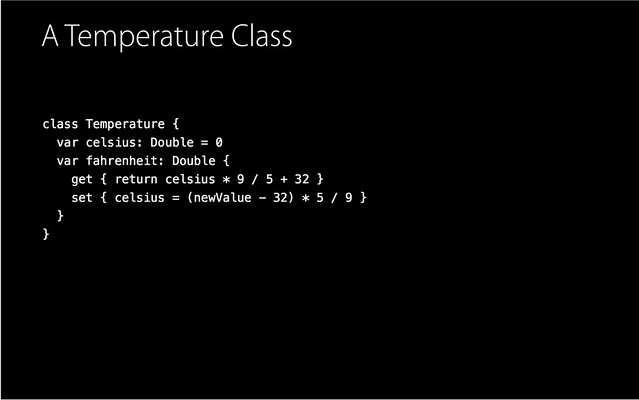 A Temperature Class
class Temperature {
  var celsius: Double = 0
  var fahrenheit: Double {
    get { return celsius * 9 / 5 + 32 }
    set { celsius = (newValue - 32) * 5 / 9 }
  }
}